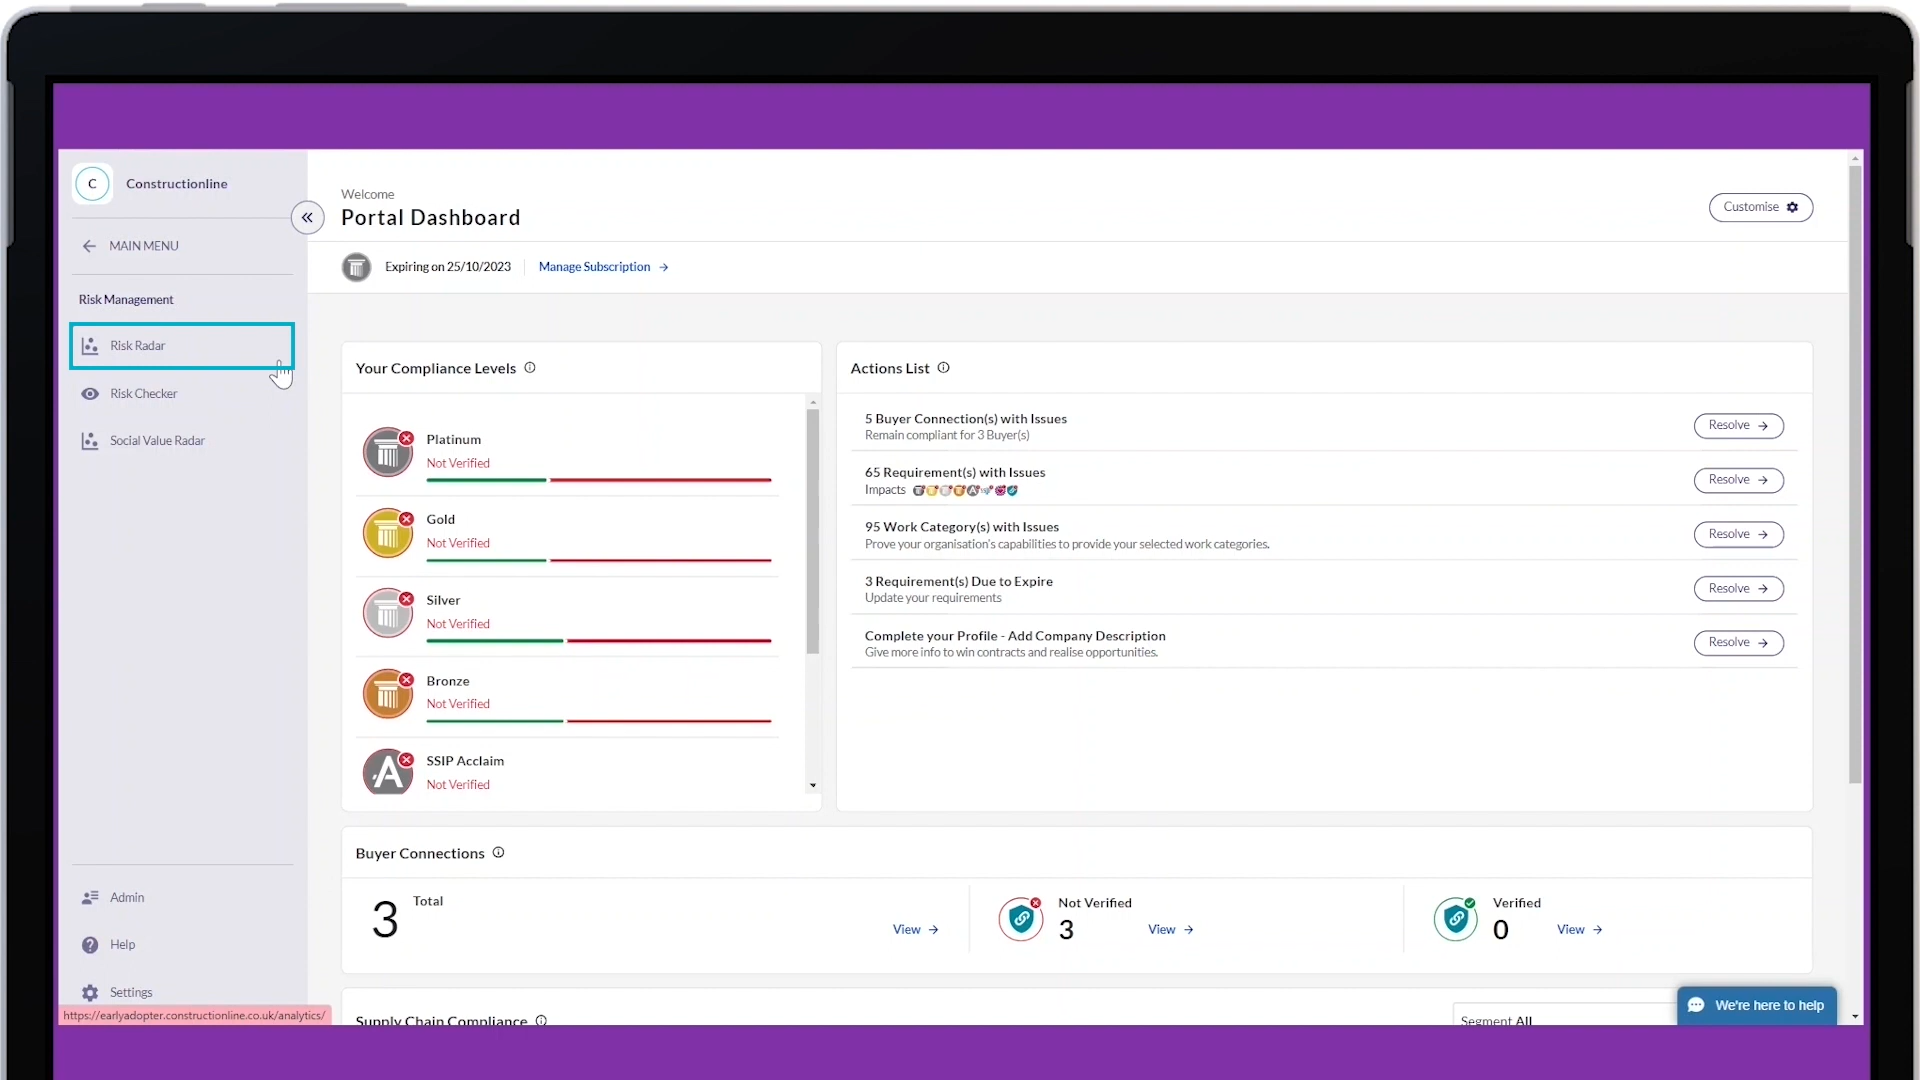 C
Constructionline
MAIN MENU
Risk Management
Risk Radar
Risk Checker
Social Value Radar
Admin
Help
Settings
https://earlyadopter.constructionline.co.uk/analytics/
Welcome
Portal Dashboard
Customise
Expiring on 25/10/2023
Manage Subscription
Your Compliance Levels
Platinum
Not Verified
Gold
Not Verified
Silver
Not Verified
Bronze
Not Verified
A
SSIP Acclaim
Not Verified
Actions List
5 Buyer Connection(s) with Issues
Remain compliant for 3 Buyer(s)
Resolve
65 Requirement(s) with Issues
Impacts
Resolve
95 Work Category(s) with Issues
Prove your organisation's capabilities to provide your selected work categories.
Resolve
3 Requirement(s) Due to Expire
Update your requirements
Resolve
Complete your Profile - Add Company Description
Give more info to win contracts and realise opportunities.
Resolve
Buyer Connections
3 Total
View
Not Verified
3
View
Verified
0
View
Supply Chain Compliance
Segment All
We're here to help